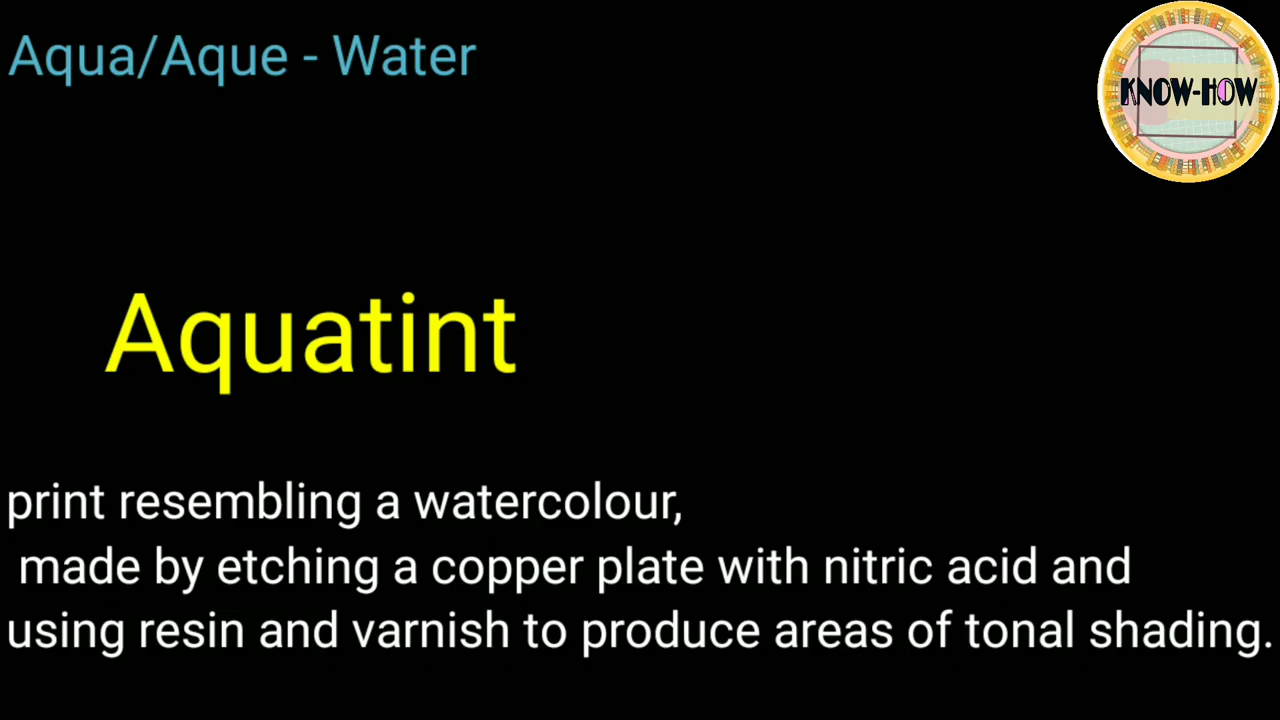 Aqua/Aque - Water
KNOW-HOW
Aquatint
print resembling a watercolour,
made by etching a copper plate with nitric acid and
using resin and varnish to produce areas of tonal shading.